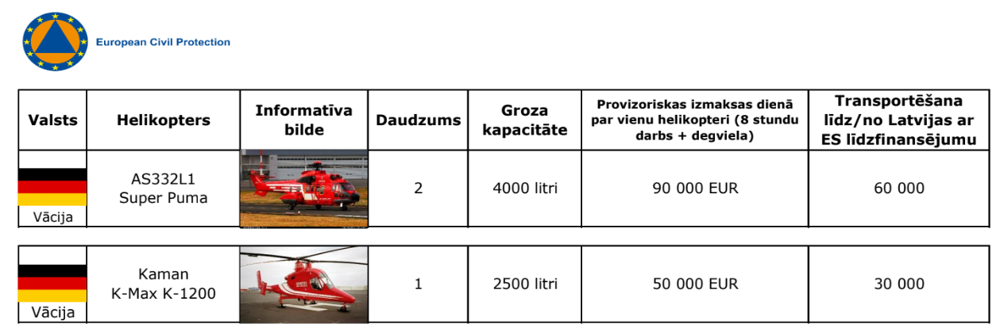 European Civil Protection
Valsts
Helikopters
Informatīva
bilde
Daudzums
Groza
kapacitāte
Provizoriskas izmaksas dienā
par vienu helikopteri (8 stundu
darbs + degviela)
Transportēšana
līdz/no Latvijas ar
ES līdzfinansējumu
Vācija
AS332L1
Super Puma
2
4000 litri
90 000 EUR
60 000
Vācija
Kaman
K-Max K-1200
1
2500 litri
50 000 EUR
30 000